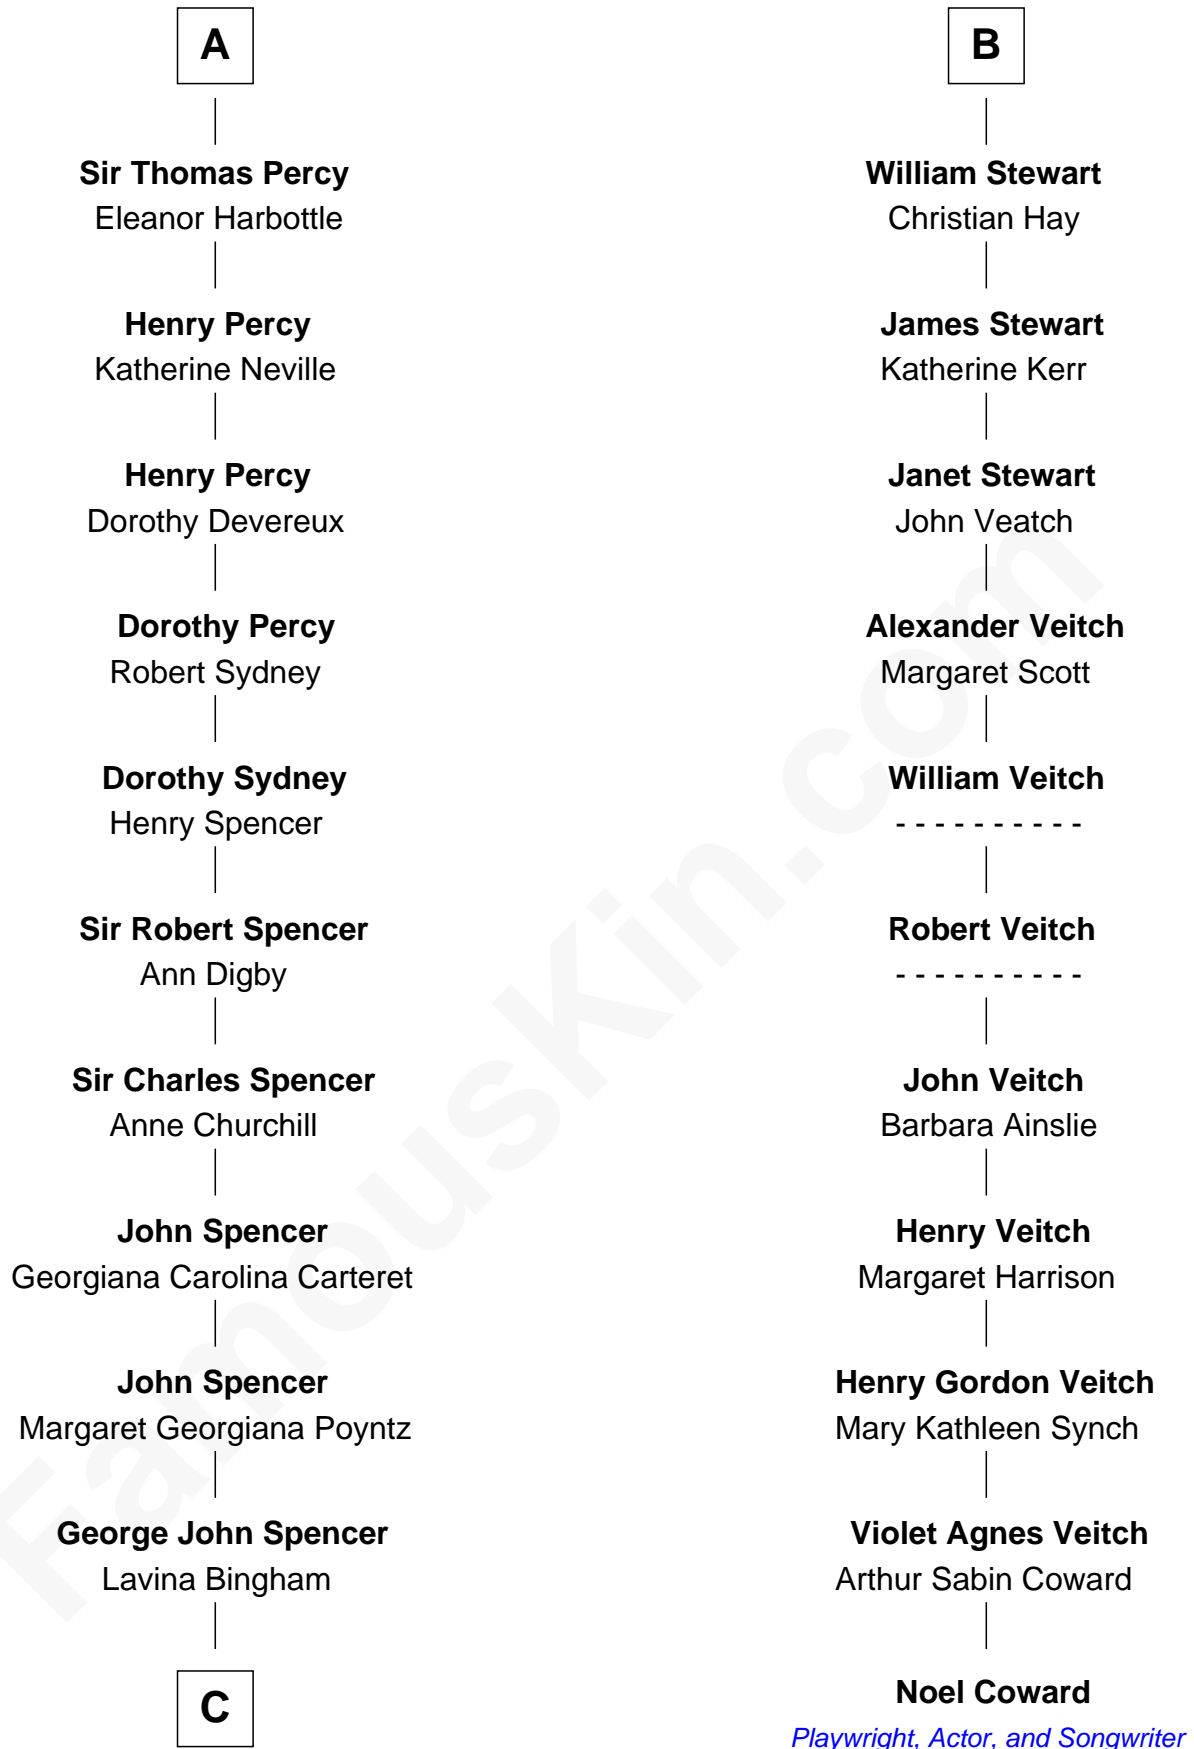 A
Sir Thomas Percy
Eleanor Harbottle
Henry Percy
Katherine Neville
Henry Percy
Dorothy Devereux
Dorothy Percy
Robert Sydney
Dorothy Sydney
Henry Spencer
Sir Robert Spencer
Ann Digby
Sir Charles Spencer
Anne Churchill
John Spencer
Georgiana Carolina Carteret
John Spencer
Margaret Georgiana Poyntz
George John Spencer
Lavina Bingham
C
B
William Stewart
Christian Hay
James Stewart
Katherine Kerr
Janet Stewart
John Veatch
Alexander Veitch
Margaret Scott
William Veitch
- - - - - - - - - -
Robert Veitch
- - - - - - - - - -
John Veitch
Barbara Ainslie
Henry Veitch
Margaret Harrison
Henry Gordon Veitch
Mary Kathleen Synch
Violet Agnes Veitch
Arthur Sabin Coward
Noel Coward
Playwright, Actor, and Songwriter
FamousKin.com